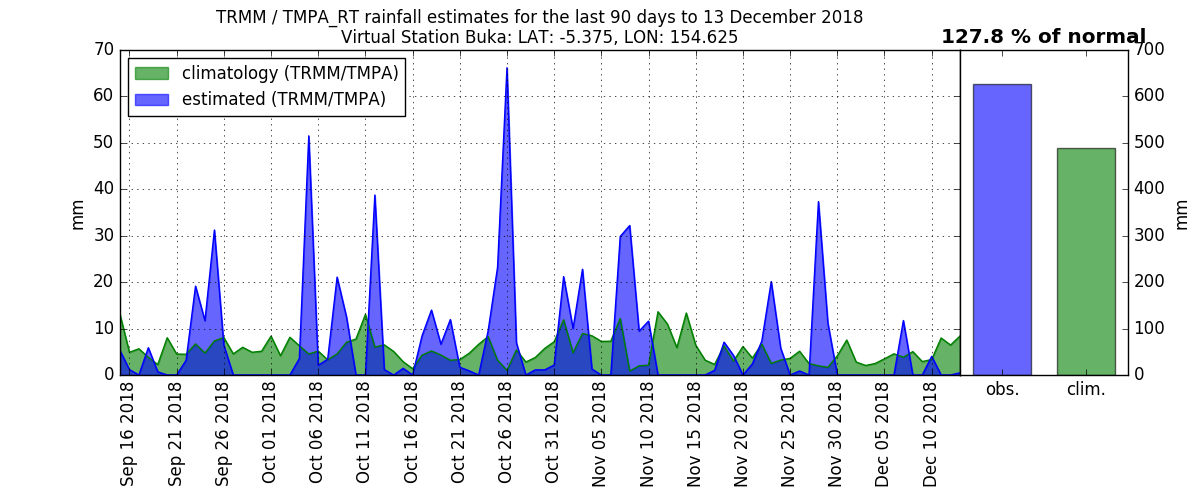 TRMM / TMPA_RT rainfall estimates for the last 90 days to 13 December 2018
Virtual Station Buka: LAT: -5.375, LON: 154.625
127.8 % of normal
climatology (TRMM/TMPA)
estimated (TRMM/TMPA)
mm
70
60
50
40
30
20
10
0
Sep 16 2018
Sep 21 2018
Sep 26 2018
Oct 01 2018
Oct 06 2018
Oct 11 2018
Oct 16 2018
Oct 21 2018
Oct 26 2018
Oct 31 2018
Nov 05 2018
Nov 10 2018
Nov 15 2018
Nov 20 2018
Nov 25 2018
Nov 30 2018
Dec 05 2018
Dec 10 2018
obs.
clim.
700
600
500
400
300
200
100
0
mm